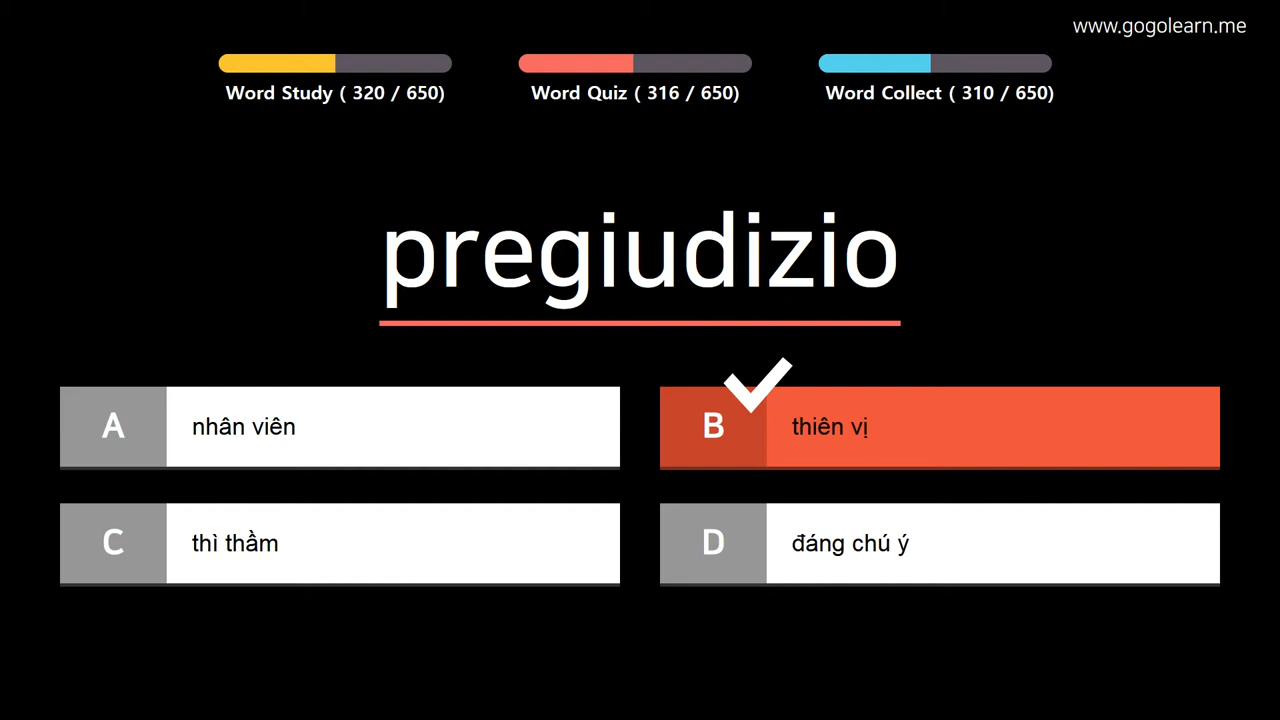 www.gogolearn.me
Word Study ( 320 / 650)
Word Quiz ( 316 / 650)
Word Collect ( 310 / 650)
pregiudizio
A nhân viên
B thiên vị
C thì thầm
D đáng chú ý